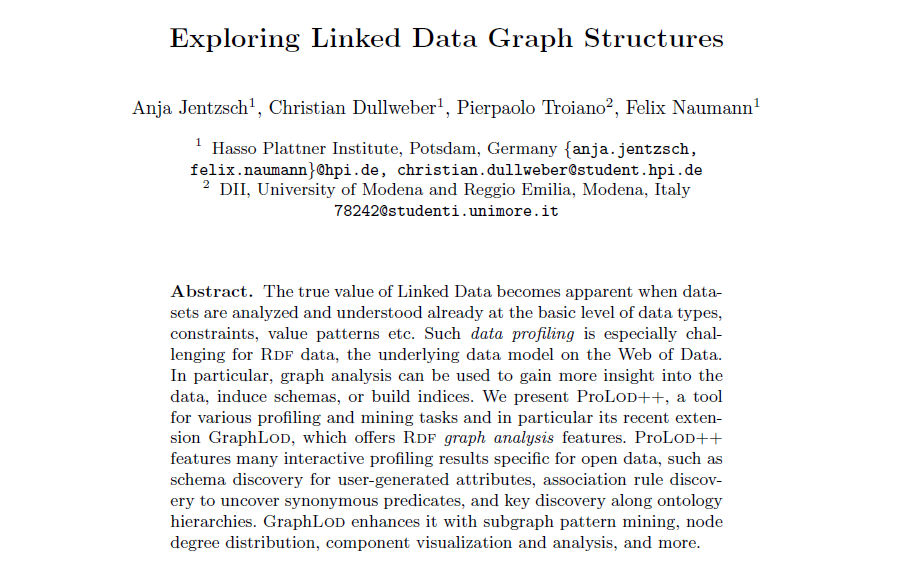 Exploring Linked Data Graph Structures
Anja Jentzsch1, Christian Dullweber1, Pierpaolo Troiano2, Felix Naumann1
1 Hasso Plattner Institute, Potsdam, Germany {anja.jentzsch,
felix.naumann}@hpi.de, christian.dullweber@student.hpi.de
2 DII, University of Modena and Reggio Emilia, Modena, Italy
78242@studenti.unimore.it
Abstract. The true value of Linked Data becomes apparent when data-
sets are analyzed and understood already at the basic level of data types,
constraints, value patterns etc. Such data profiling is especially chal-
lenging for RDF data, the underlying data model on the Web of Data.
In particular, graph analysis can be used to gain more insight into the
data, induce schemas, or build indices. We present ProLOD++, a tool
for various profiling and mining tasks and in particular its recent exten-
sion GraphLOD, which offers RDF graph analysis features. ProLOD++
features many interactive profiling results specific for open data, such as
schema discovery for user-generated attributes, association rule discov-
ery to uncover synonymous predicates, and key discovery along ontology
hierarchies. GraphLOD enhances it with subgraph pattern mining, node
degree distribution, component visualization and analysis, and more.